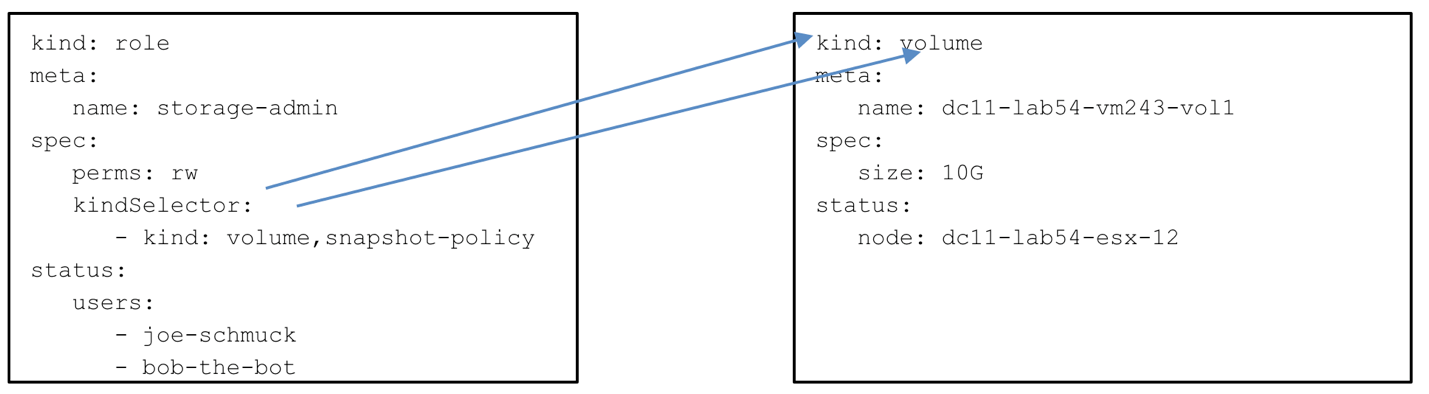 kind: role
meta:
   name: storage-admin
spec:
   perms: rw
   kindSelector:
      - kind: volume,snapshot-policy
status:
   users:
      - joe-schmuck
      - bob-the-bot
kind: volume
meta:
   name: dc11-lab54-vm243-vol1
spec:
   size: 10G
status:
   node: dc11-lab54-esx-12